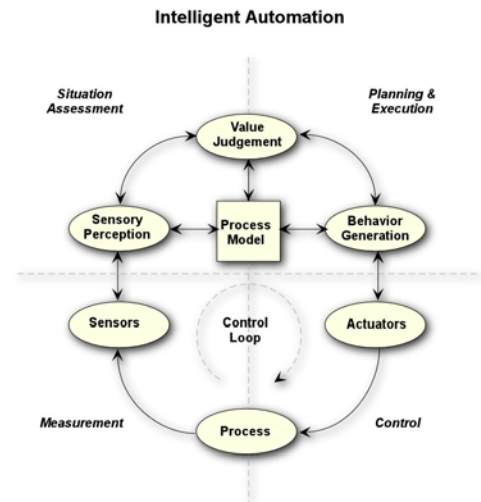 Intelligent Automation
Situation
Assessment
Planning &
Execution
Value
Judgement
Sensory
Perception
Process
Model
Behavior
Generation
Sensors
Control
Loop
Actuators
Measurement
Process
Control